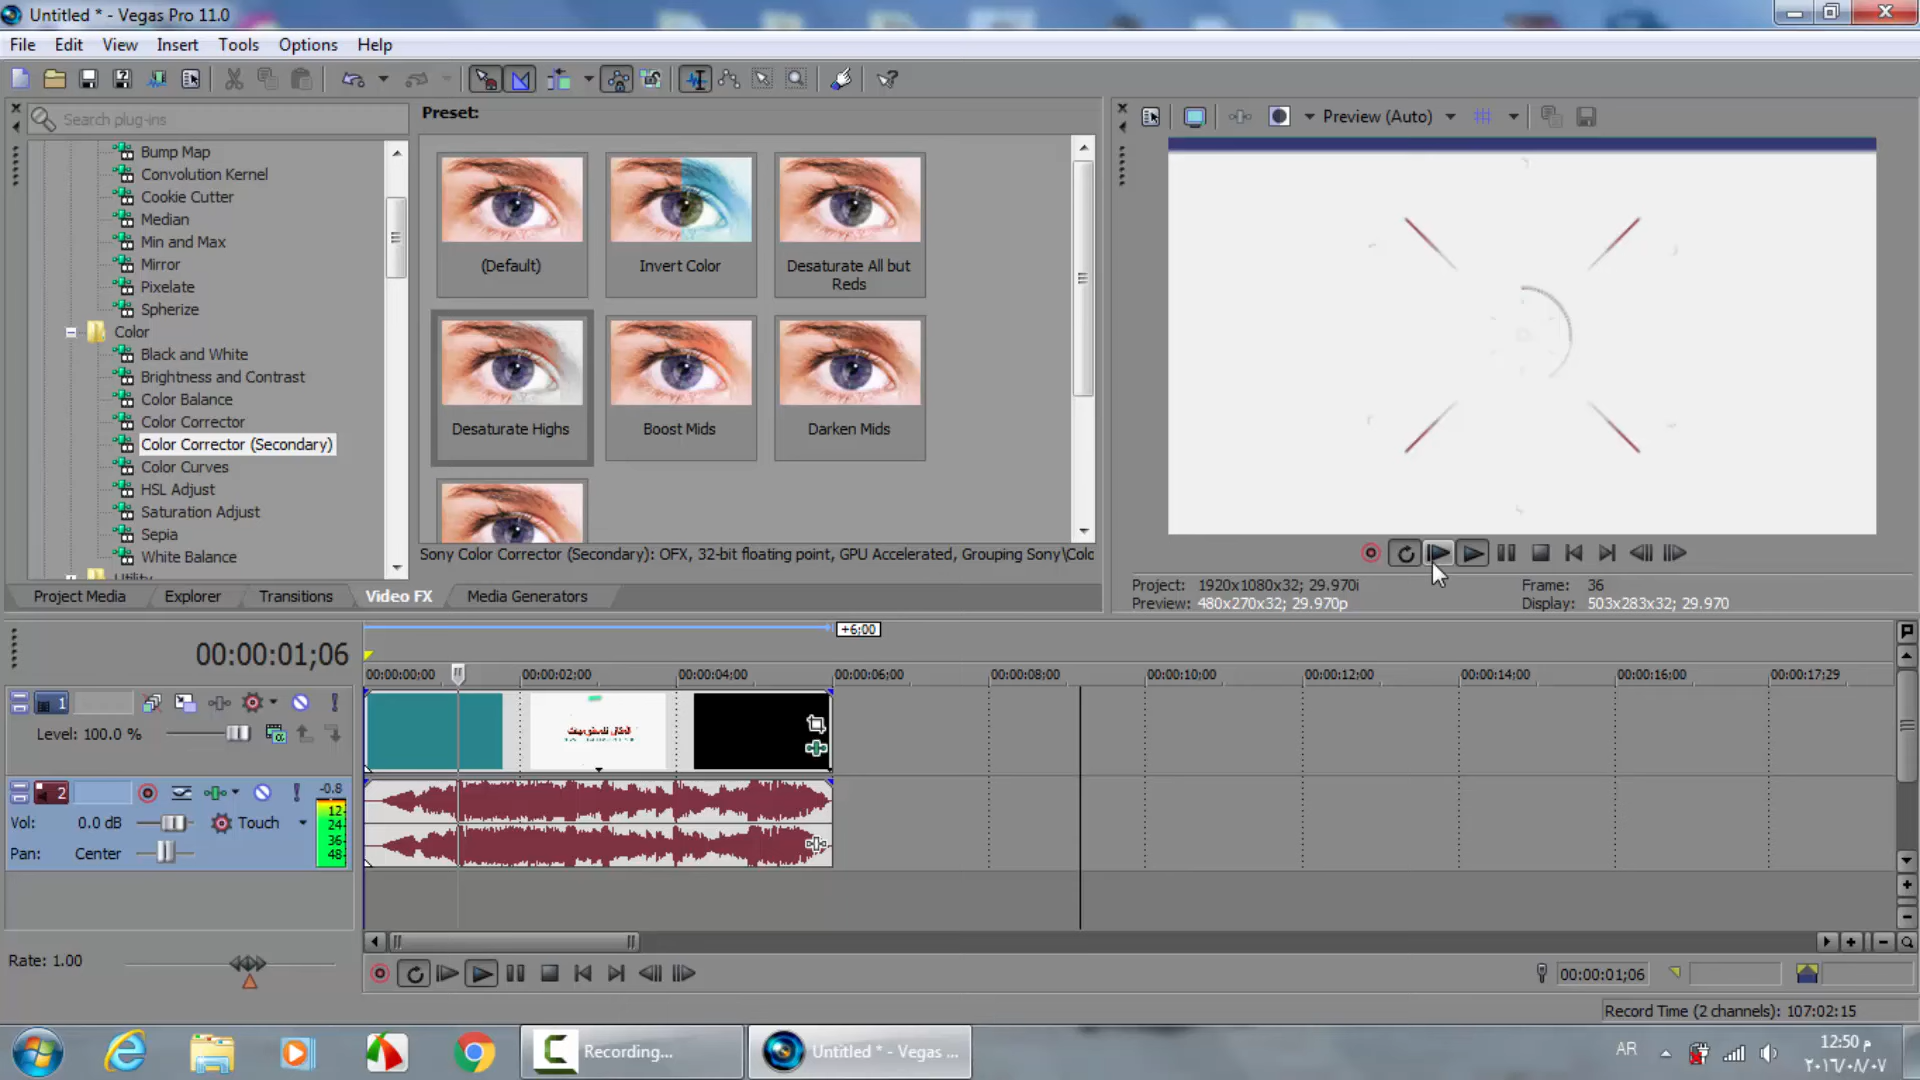 Untitled * - Vegas Pro 11.0
File Edit View Insert Tools Options Help
Search plug-ins
Bump Map
Convolution Kernel
Cookie Cutter
Median
Min and Max
Mirror
Pixelate
Spherize
Color
Black and White
Brightness and Contrast
Color Balance
Color Corrector
Color Corrector (Secondary)
Color Curves
HSL Adjust
Saturation Adjust
Sepia
White Balance
Utility
Preset:
(Default) Invert Color Desaturate All but
Reds
Desaturate Highs Boost Mids Darken Mids
Sony Color Corrector (Secondary): OFX, 32-bit floating point, GPU Accelerated, Grouping Sony\Colo
Project Media Explorer Transitions Video FX Media Generators
Preview (Auto)
Project: 1920x1080x32; 29.970i Frame: 36
Preview: 480x270x32; 29.970p Display: 503x283x32; 29.970
+6;00
00:00:01;06
00:00:00;00 00:00:02;00 00:00:04;00 00:00:06;00 00:00:08;00 00:00:10;00 00:00:12;00 00:00:14;00 00:00:16;00 00:00:17;29
1
Level: 100.0 %
2 -0.8
Vol: 0.0 dB Touch
Pan: Center
12
24
36
48
Rate: 1.00
00:00:01;06
Record Time (2 channels): 107:02:15
Recording...
Untitled * - Vegas ...
AR
12:50 م
٢٠١٦/٠٨/٠٧